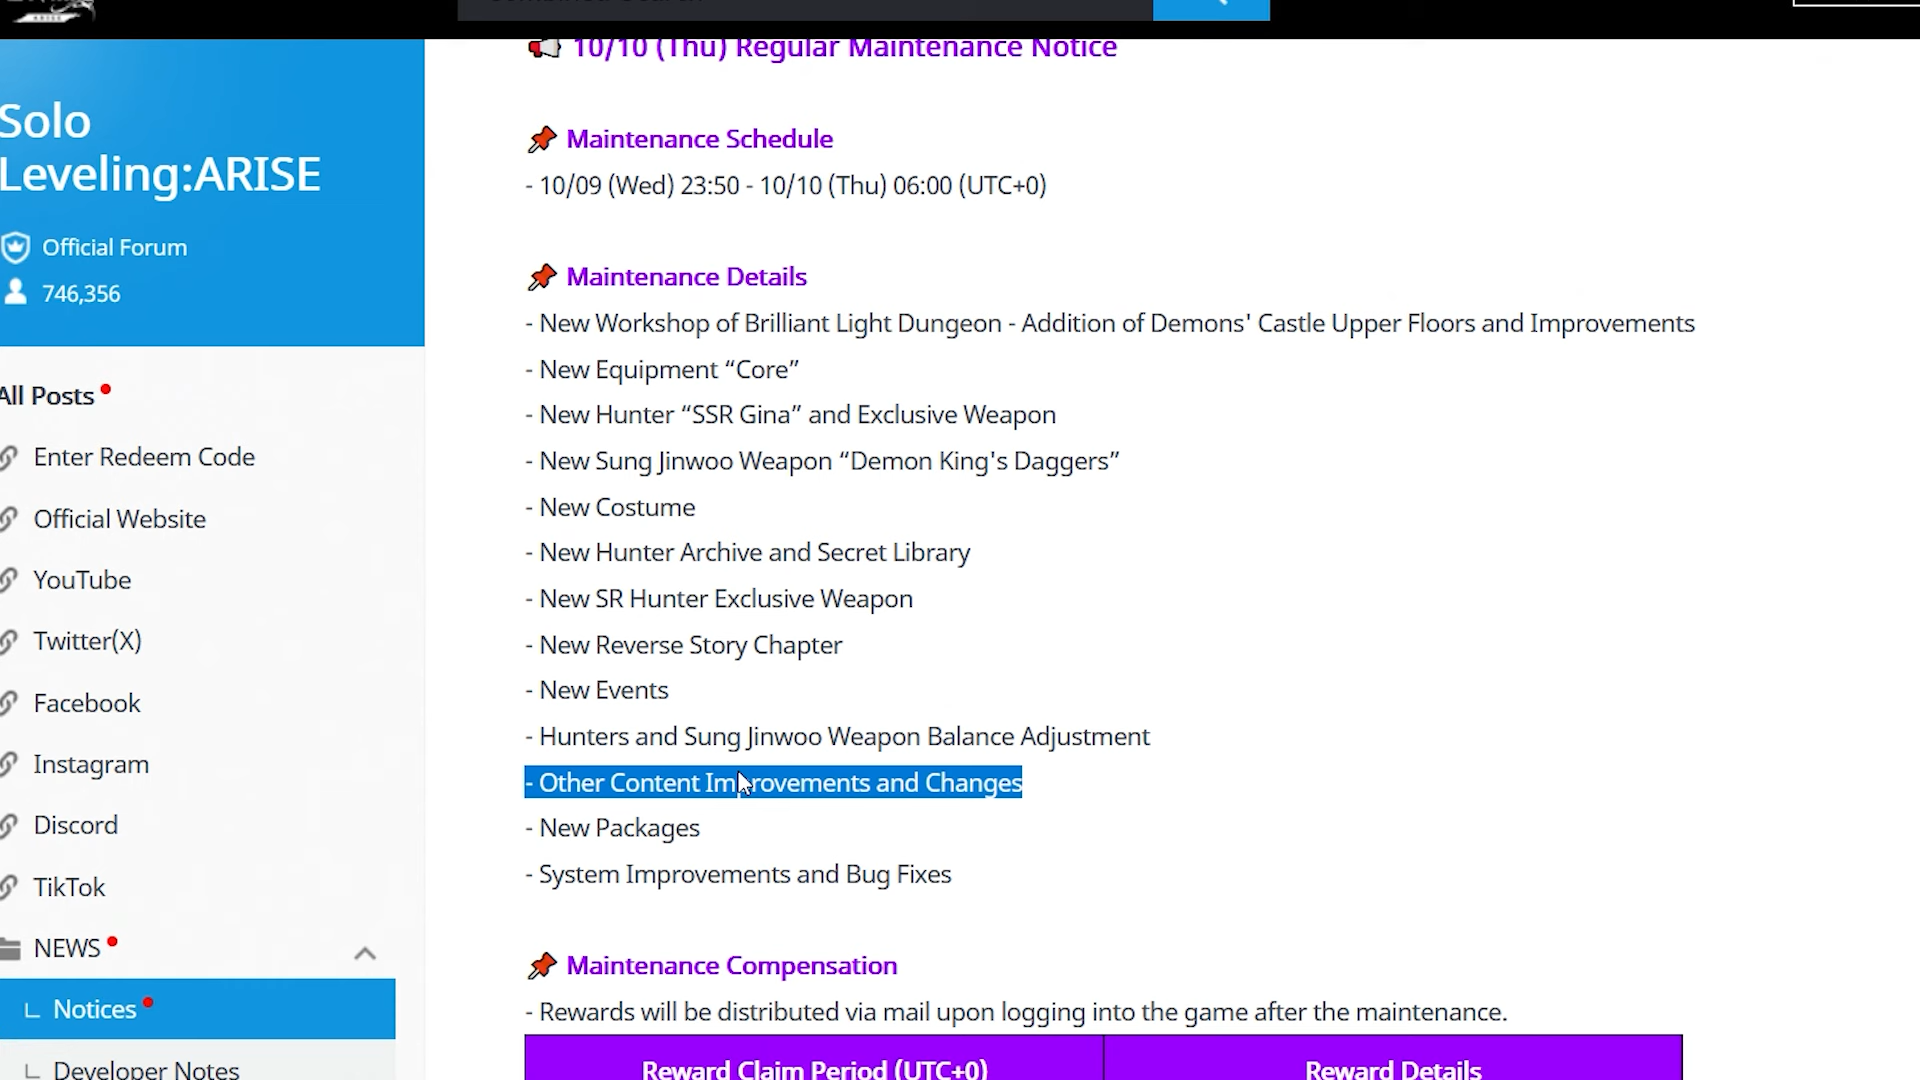 ARISE
10/10 (Thu) Regular Maintenance Notice
Solo
Leveling:ARISE
Official Forum
746,356
All Posts
Enter Redeem Code
Official Website
YouTube
Twitter(X)
Facebook
Instagram
Discord
TikTok
NEWS
Notices
Developer Notes
Maintenance Schedule
- 10/09 (Wed) 23:50 - 10/10 (Thu) 06:00 (UTC+0)
Maintenance Details
- New Workshop of Brilliant Light Dungeon - Addition of Demons' Castle Upper Floors and Improvements
- New Equipment “Core”
- New Hunter “SSR Gina” and Exclusive Weapon
- New Sung Jinwoo Weapon “Demon King's Daggers”
- New Costume
- New Hunter Archive and Secret Library
- New SR Hunter Exclusive Weapon
- New Reverse Story Chapter
- New Events
- Hunters and Sung Jinwoo Weapon Balance Adjustment
- Other Content Improvements and Changes
- New Packages
- System Improvements and Bug Fixes
Maintenance Compensation
- Rewards will be distributed via mail upon logging into the game after the maintenance.
Reward Claim Period (UTC+0)
Reward Details